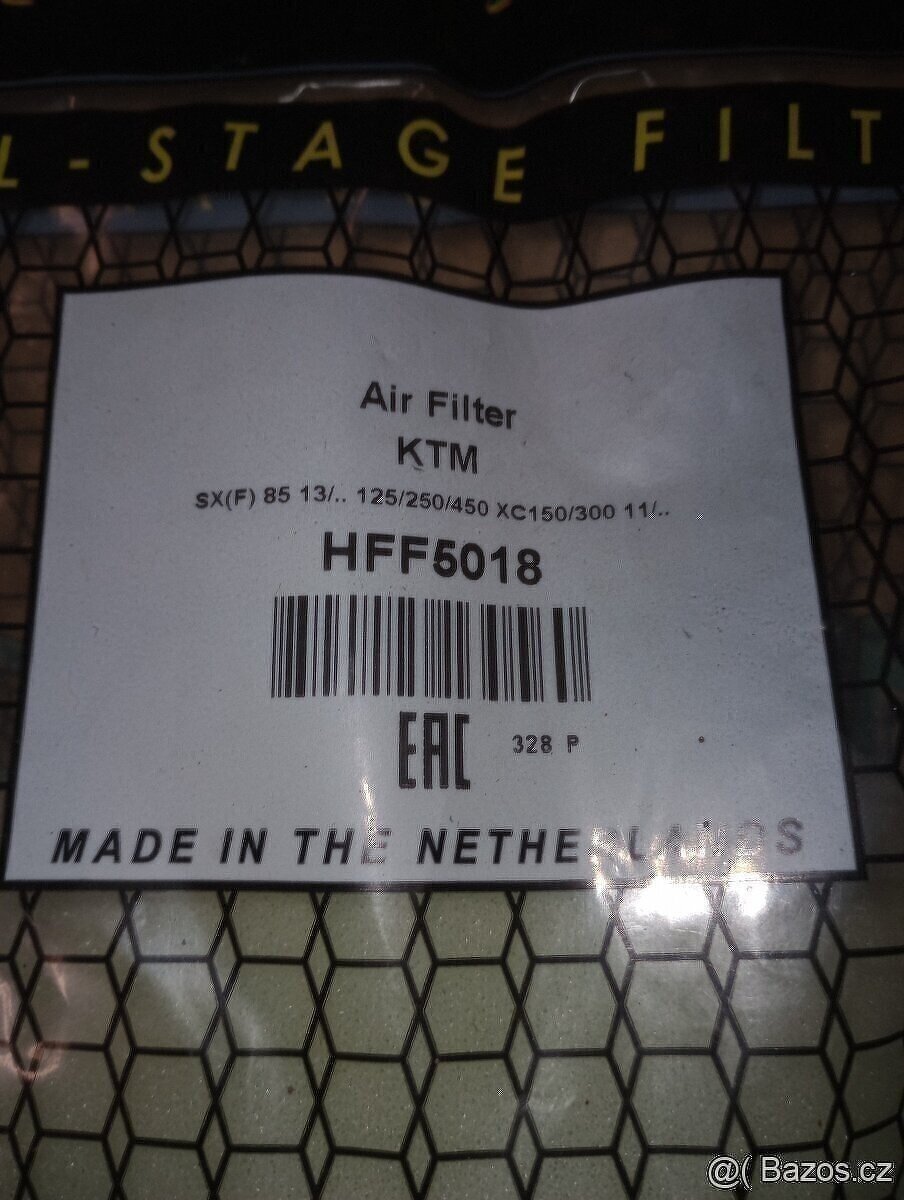 L-STAGE FILT
Air Filter
KTM
SX(F) 85 13/.. 125/250/450 XC150/300 11/..
HFF5018
EAC 328 P
MADE IN THE NETHERLANDS
@( Bazos.cz